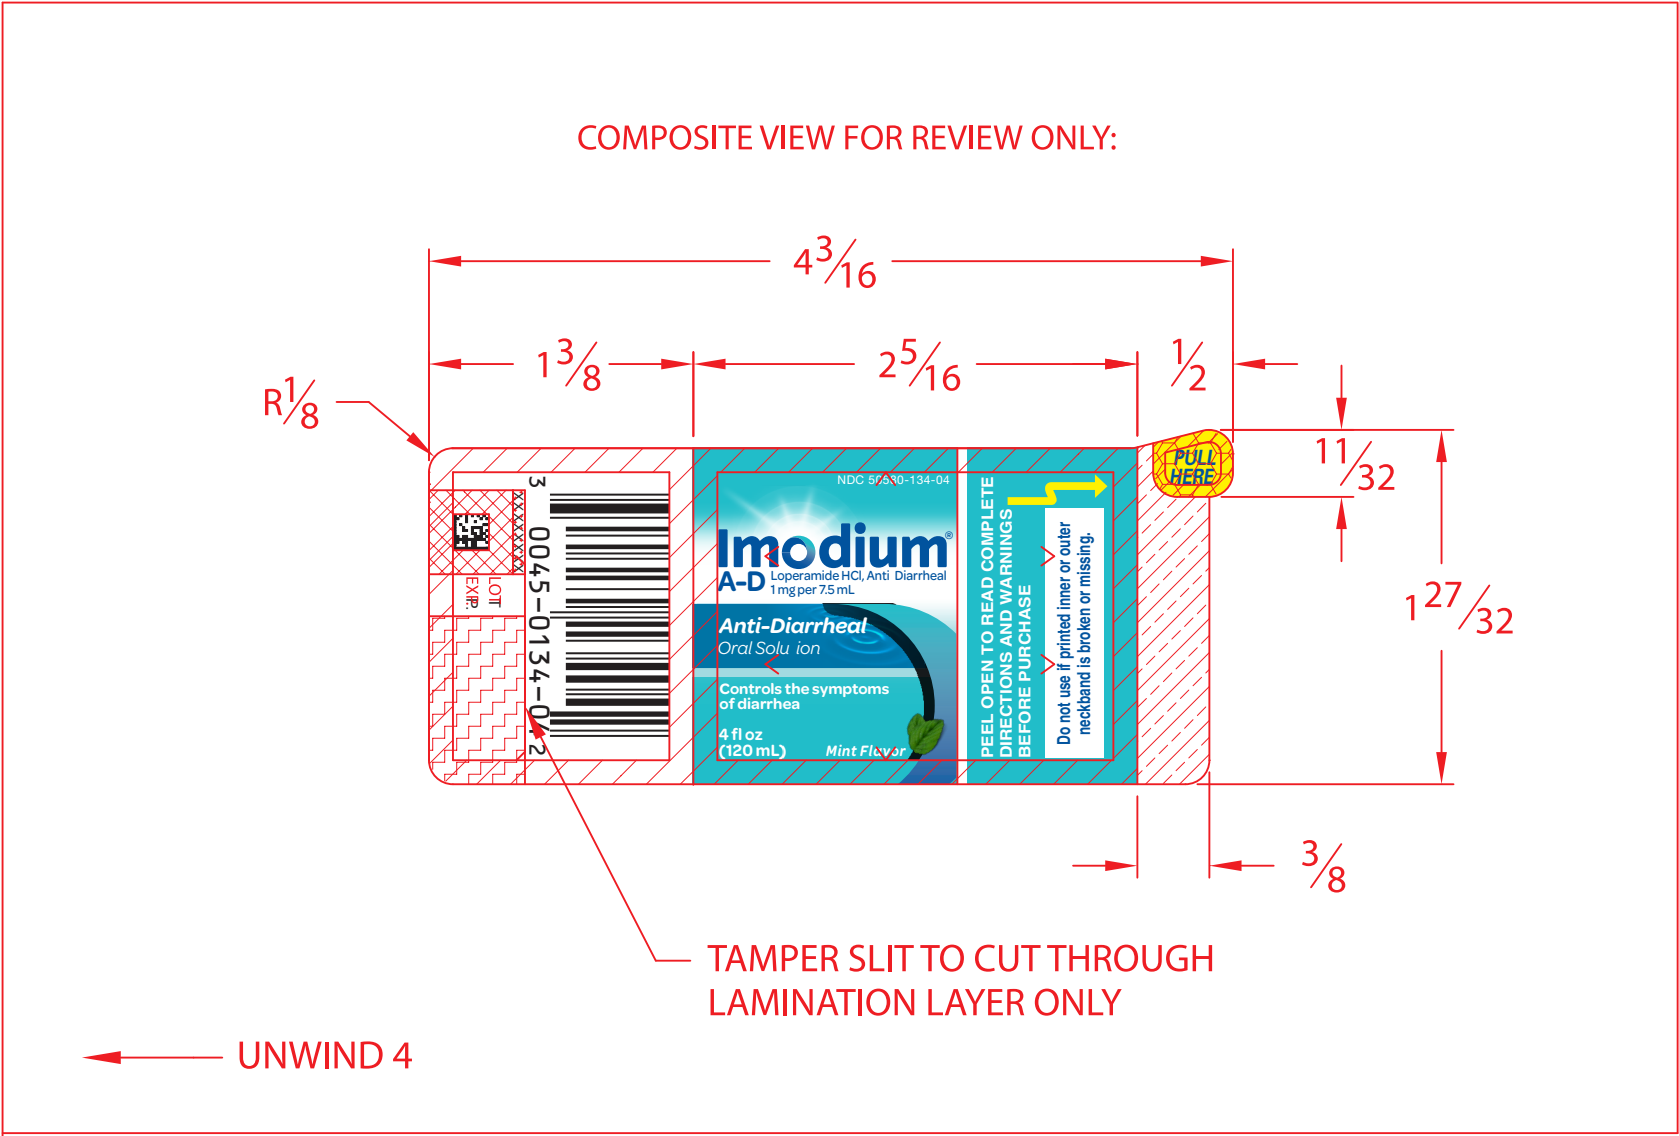 COMPOSITE VIEW FOR REVIEW ONLY:
4 3/16
1 3/8
2 5/16
1/2
R1/8
11/32
1 27/32
PULL
HERE
3 0045-0134-04 2
XXXXXXXX
LOT
EXP.
NDC 50580-134-04
Imodium®
A-D
Loperamide HCl, Anti Diarrheal
1 mg per 7.5 mL
Anti-Diarrheal
Oral Solu ion
Controls the symptoms
of diarrhea
4 fl oz
(120 mL)
Mint Flavor
PEEL OPEN TO READ COMPLETE
DIRECTIONS AND WARNINGS
BEFORE PURCHASE
Do not use if printed inner or outer
neckband is broken or missing.
3/8
TAMPER SLIT TO CUT THROUGH
LAMINATION LAYER ONLY
UNWIND 4